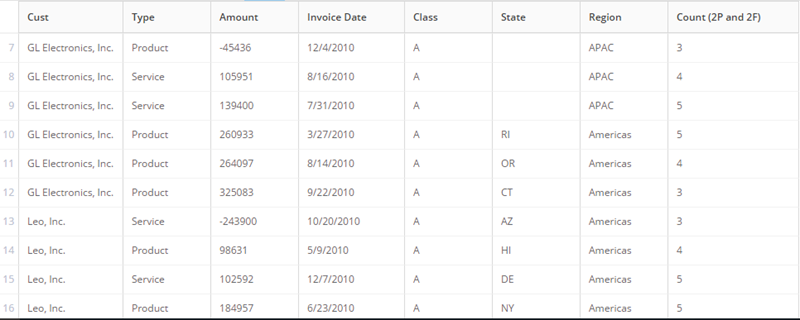 Cust Type Amount Invoice Date Class State Region Count (2P and 2F)
7 GL Electronics, Inc. Product -45436 12/4/2010 A APAC 3
8 GL Electronics, Inc. Service 105951 8/16/2010 A APAC 4
9 GL Electronics, Inc. Service 139400 7/31/2010 A APAC 5
10 GL Electronics, Inc. Product 260933 3/27/2010 A RI Americas 5
11 GL Electronics, Inc. Product 264097 8/14/2010 A OR Americas 4
12 GL Electronics, Inc. Product 325083 9/22/2010 A CT Americas 3
13 Leo, Inc. Service -243900 10/20/2010 A AZ Americas 3
14 Leo, Inc. Product 98631 5/9/2010 A HI Americas 4
15 Leo, Inc. Service 102592 12/7/2010 A DE Americas 5
16 Leo, Inc. Product 184957 6/23/2010 A NY Americas 5